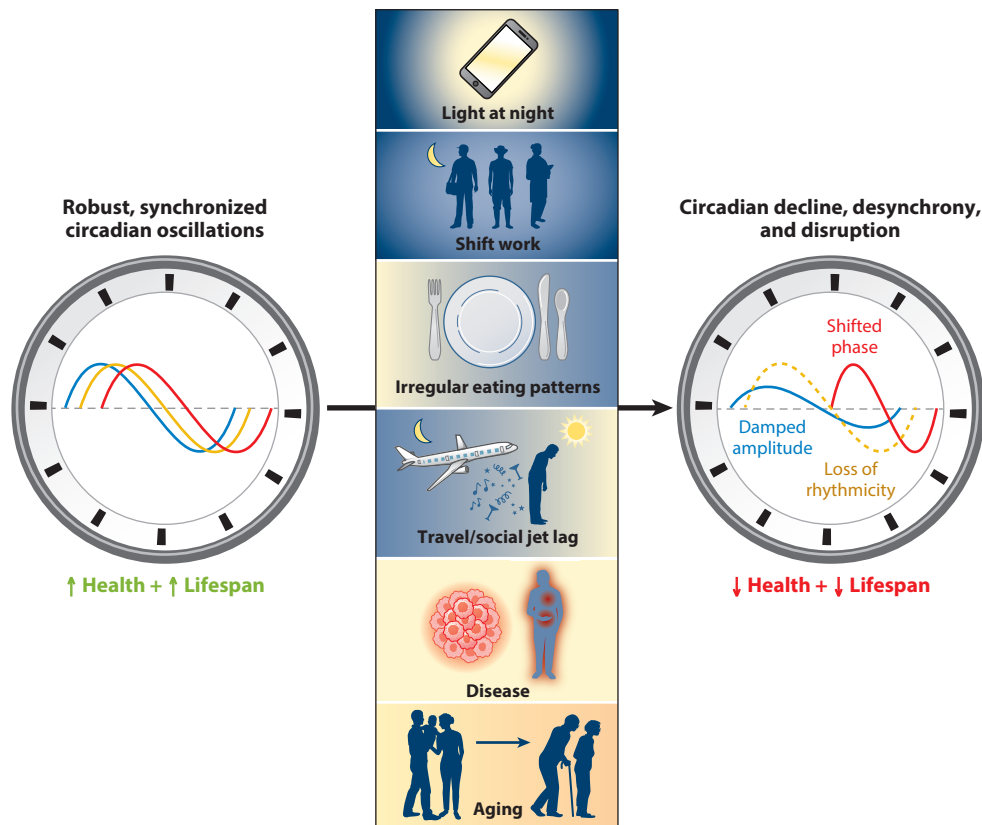 Robust, synchronized
circadian oscillations
↑ Health + ↑ Lifespan
Light at night
Shift work
Irregular eating patterns
Travel/social jet lag
Disease
Aging
Circadian decline, desynchrony,
and disruption
Shifted
phase
Damped
amplitude
Loss of
rhythmicity
↓ Health + ↓ Lifespan